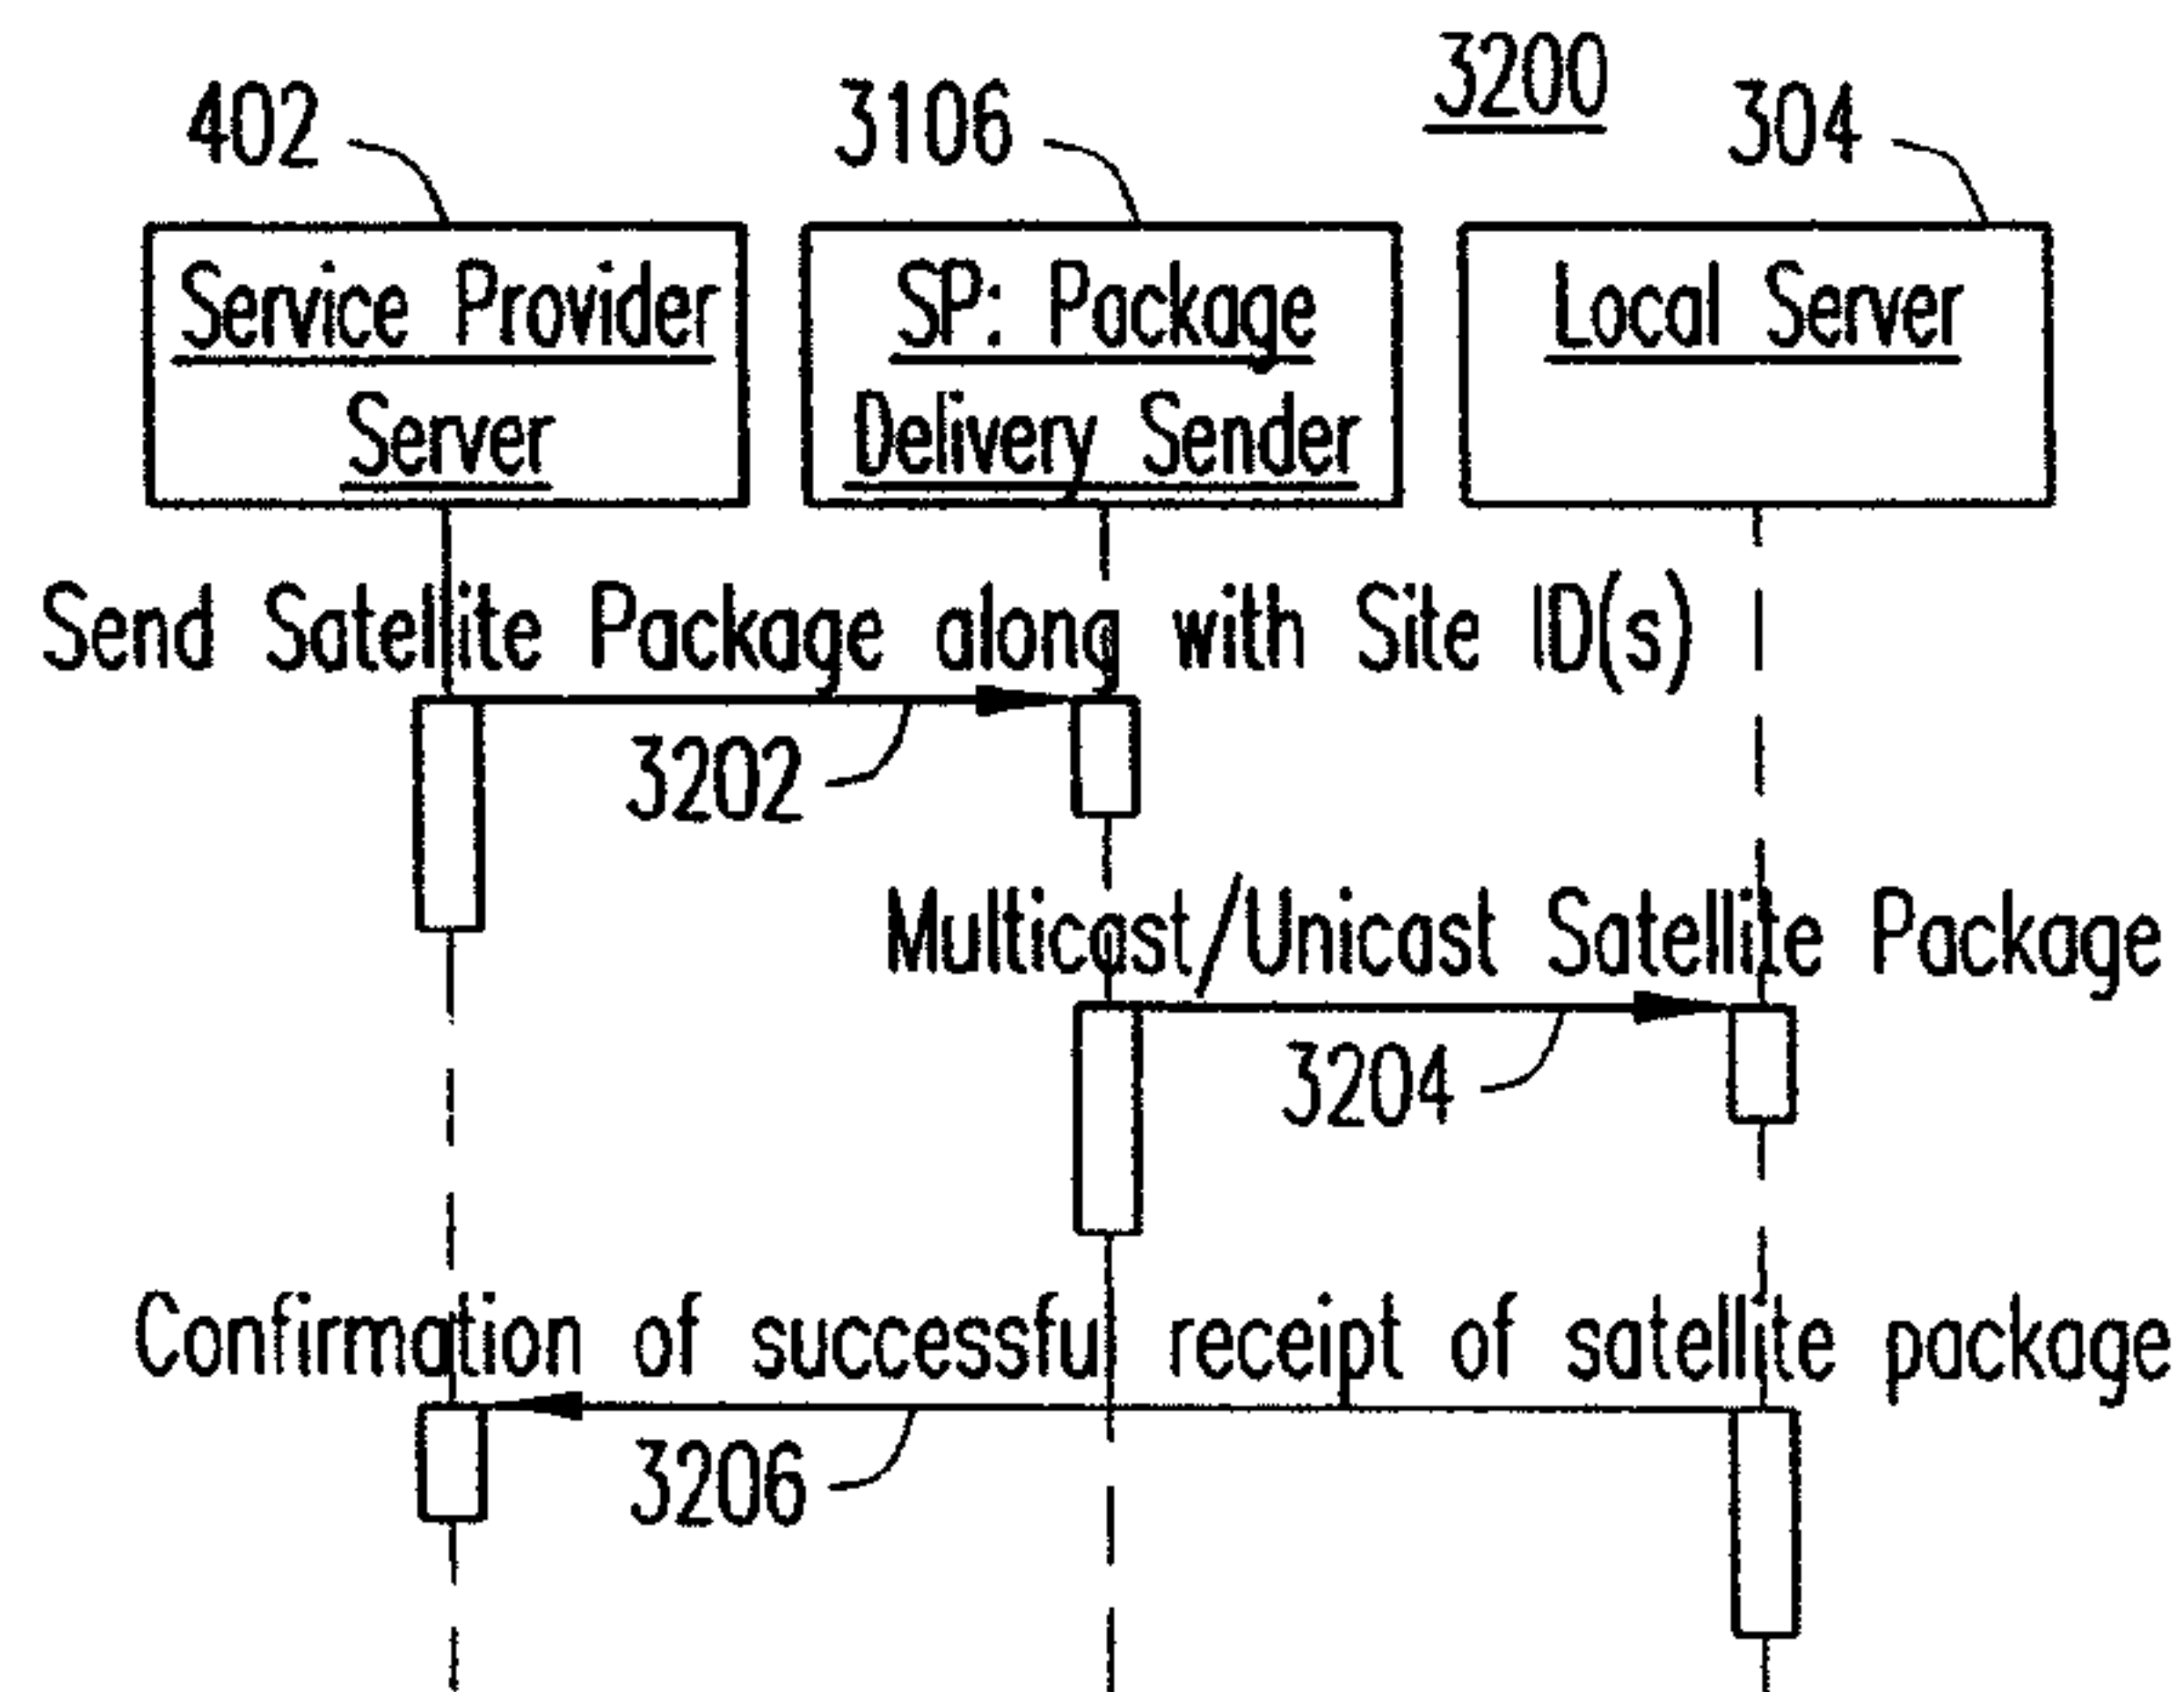 3200
402
3106
304
Service Provider
Server
SP: Package
Delivery Sender
Local Server
Send Satellite Package along with Site ID(s)
3202
Multicast/Unicast Satellite Package
3204
Confirmation of successful receipt of satellite package
3206